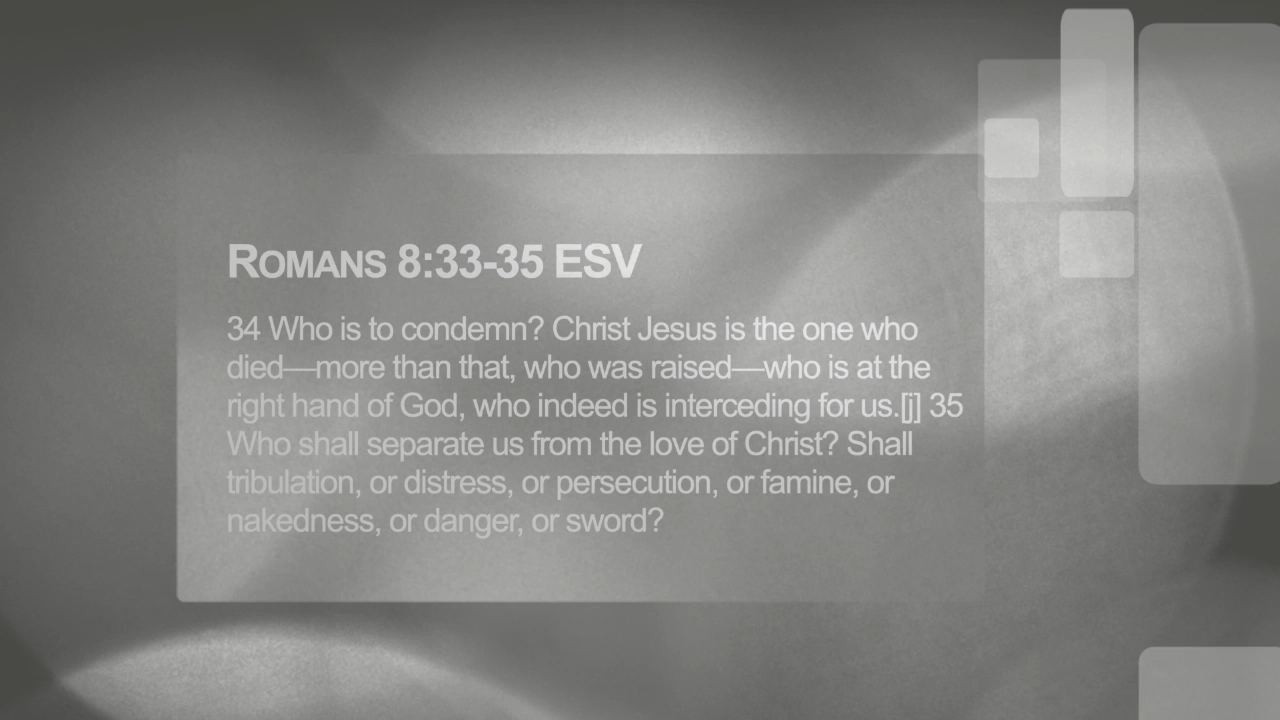 Romans 8:33-35 ESV
34 Who is to condemn? Christ Jesus is the one who
died—more than that, who was raised—who is at the
right hand of God, who indeed is interceding for us.[j] 35
Who shall separate us from the love of Christ? Shall
tribulation, or distress, or persecution, or famine, or
nakedness, or danger, or sword?